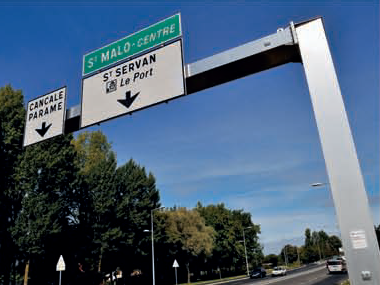 CANCALE
PARAME
ST MALO-CENTRE
ST SERVAN
Le Port